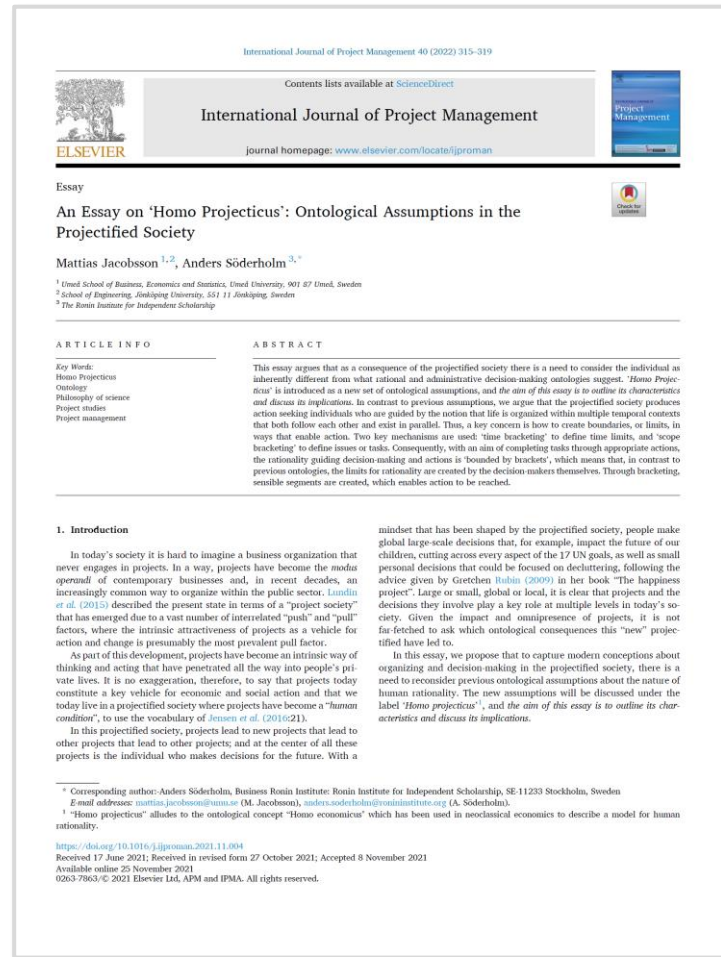 International Journal of Project Management 40 (2022) 315–319
Contents lists available at ScienceDirect
International Journal of Project Management
journal homepage: www.elsevier.com/locate/ijproman
ELSEVIER
Project
Management
Essay
Check for
updates
An Essay on ‘Homo Projecticus’: Ontological Assumptions in the
Projectified Society
Mattias Jacobsson 1,2, Anders Söderholm 3,*
1 Umeå School of Business, Economics and Statistics, Umeå University, 901 87 Umeå, Sweden
2 School of Engineering, Jönköping University, 551 11 Jönköping, Sweden
3 The Ronin Institute for Independent Scholarship
ARTICLE INFO
Key Words:
Homo Projecticus
Ontology
Philosophy of science
Project studies
Project management
ABSTRACT
This essay argues that as a consequence of the projectified society there is a need to consider the individual as
inherently different from what rational and administrative decision-making ontologies suggest. ‘Homo Projec-
ticus’ is introduced as a new set of ontological assumptions, and the aim of this essay is to outline its characteristics
and discuss its implications. In contrast to previous assumptions, we argue that the projectified society produces
action seeking individuals who are guided by the notion that life is organized within multiple temporal contexts
that both follow each other and exist in parallel. Thus, a key concern is how to create boundaries, or limits, in
ways that enable action. Two key mechanisms are used: ‘time bracketing’ to define time limits, and ‘scope
bracketing’ to define issues or tasks. Consequently, with an aim of completing tasks through appropriate actions,
the rationality guiding decision-making and actions is ‘bounded by brackets’, which means that, in contrast to
previous ontologies, the limits for rationality are created by the decision-makers themselves. Through bracketing,
sensible segments are created, which enables action to be reached.
1. Introduction
In today’s society it is hard to imagine a business organization that
never engages in projects. In a way, projects have become the modus
operandi of contemporary businesses and, in recent decades, an
increasingly common way to organize within the public sector. Lundin
et al. (2015) described the present state in terms of a “project society”
that has emerged due to a vast number of interrelated “push” and “pull”
factors, where the intrinsic attractiveness of projects as a vehicle for
action and change is presumably the most prevalent pull factor.
As part of this development, projects have become an intrinsic way of
thinking and acting that have penetrated all the way into people’s pri-
vate lives. It is no exaggeration, therefore, to say that projects today
constitute a key vehicle for economic and social action and that we
today live in a projectified society where projects have become a “human
condition”, to use the vocabulary of Jensen et al. (2016:21).
In this projectified society, projects lead to new projects that lead to
other projects that lead to other projects; and at the center of all these
projects is the individual who makes decisions for the future. With a
mindset that has been shaped by the projectified society, people make
global large-scale decisions that, for example, impact the future of our
children, cutting across every aspect of the 17 UN goals, as well as small
personal decisions that could be focused on decluttering, following the
advice given by Gretchen Rubin (2009) in her book “The happiness
project”. Large or small, global or local, it is clear that projects and the
decisions they involve play a key role at multiple levels in today’s so-
ciety. Given the impact and omnipresence of projects, it is not
far-fetched to ask which ontological consequences this “new” projec-
tified have led to.
In this essay, we propose that to capture modern conceptions about
organizing and decision-making in the projectified society, there is a
need to reconsider previous ontological assumptions about the nature of
human rationality. The new assumptions will be discussed under the
label ‘Homo projecticus’1, and the aim of this essay is to outline its char-
acteristics and discuss its implications.
* Corresponding author:-Anders Söderholm, Business Ronin Institute: Ronin Institute for Independent Scholarship, SE-11233 Stockholm, Sweden
E-mail addresses: mattias.jacobsson@umu.se (M. Jacobsson), anders.soderholm@ronininstitute.org (A. Söderholm).
1 “Homo projecticus” alludes to the ontological concept “Homo economicus’ which has been used in neoclassical economics to describe a model for human
rationality.
https://doi.org/10.1016/j.ijproman.2021.11.004
Received 17 June 2021; Received in revised form 27 October 2021; Accepted 8 November 2021
Available online 25 November 2021
0263-7863/© 2021 Elsevier Ltd, APM and IPMA. All rights reserved.